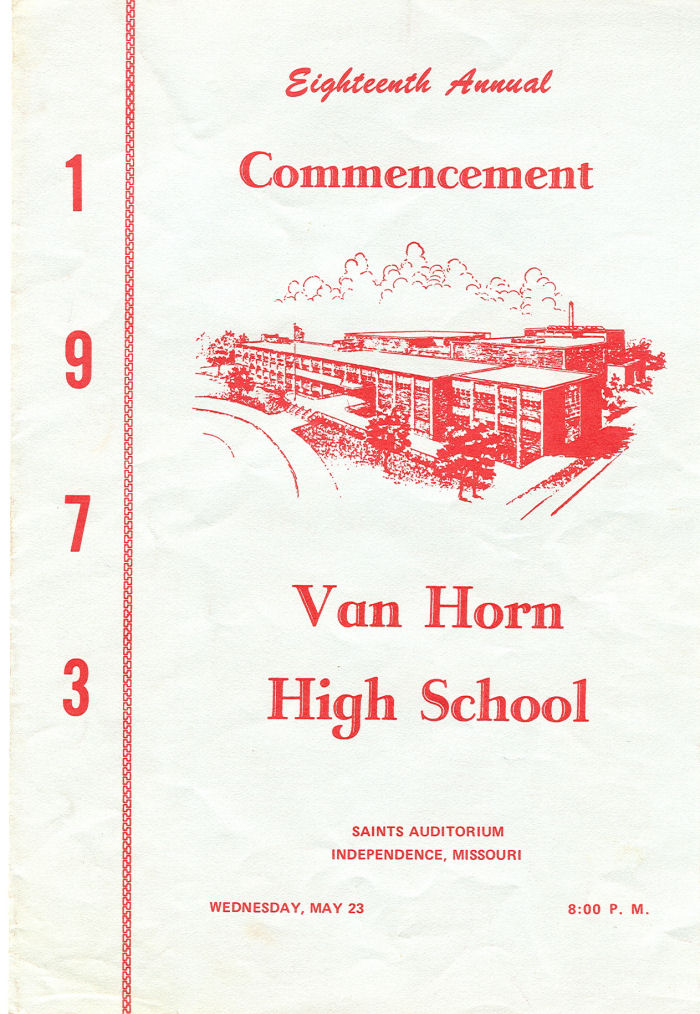 Eighteenth Annual
Commencement
1
9
7
3
Van Horn
High School
SAINTS AUDITORIUM
INDEPENDENCE, MISSOURI
WEDNESDAY, MAY 23
8:00 P. M.